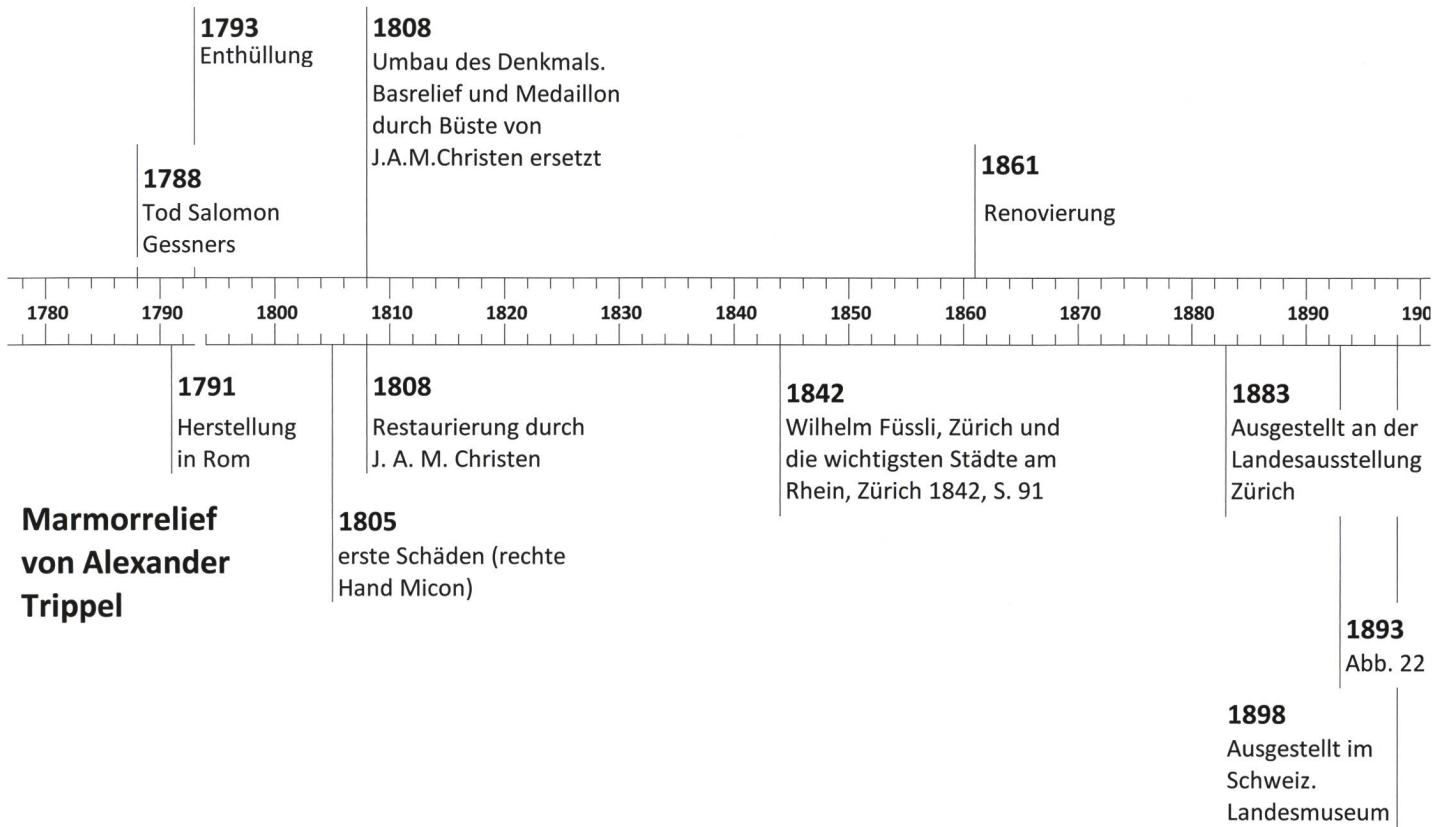 1793
Enthüllung
1808
Umbau des Denkmals.
Basrelief und Medaillon
durch Büste von
J.A.M.Christen ersetzt
1788
Tod Salomon
Gessners
1861
Renovierung
1780 1790 1800 1810 1820 1830 1840 1850 1860 1870 1880 1890 190
1791
Herstellung
in Rom
1808
Restaurierung durch
J. A. M. Christen
1842
Wilhelm Füssli, Zürich und
die wichtigsten Städte am
Rhein, Zürich 1842, S. 91
1883
Ausgestellt an der
Landesausstellung
Zürich
Marmorrelief
von Alexander
Trippel
1805
erste Schäden (rechte
Hand Micon)
1893
Abb. 22
1898
Ausgestellt im
Schweiz.
Landesmuseum